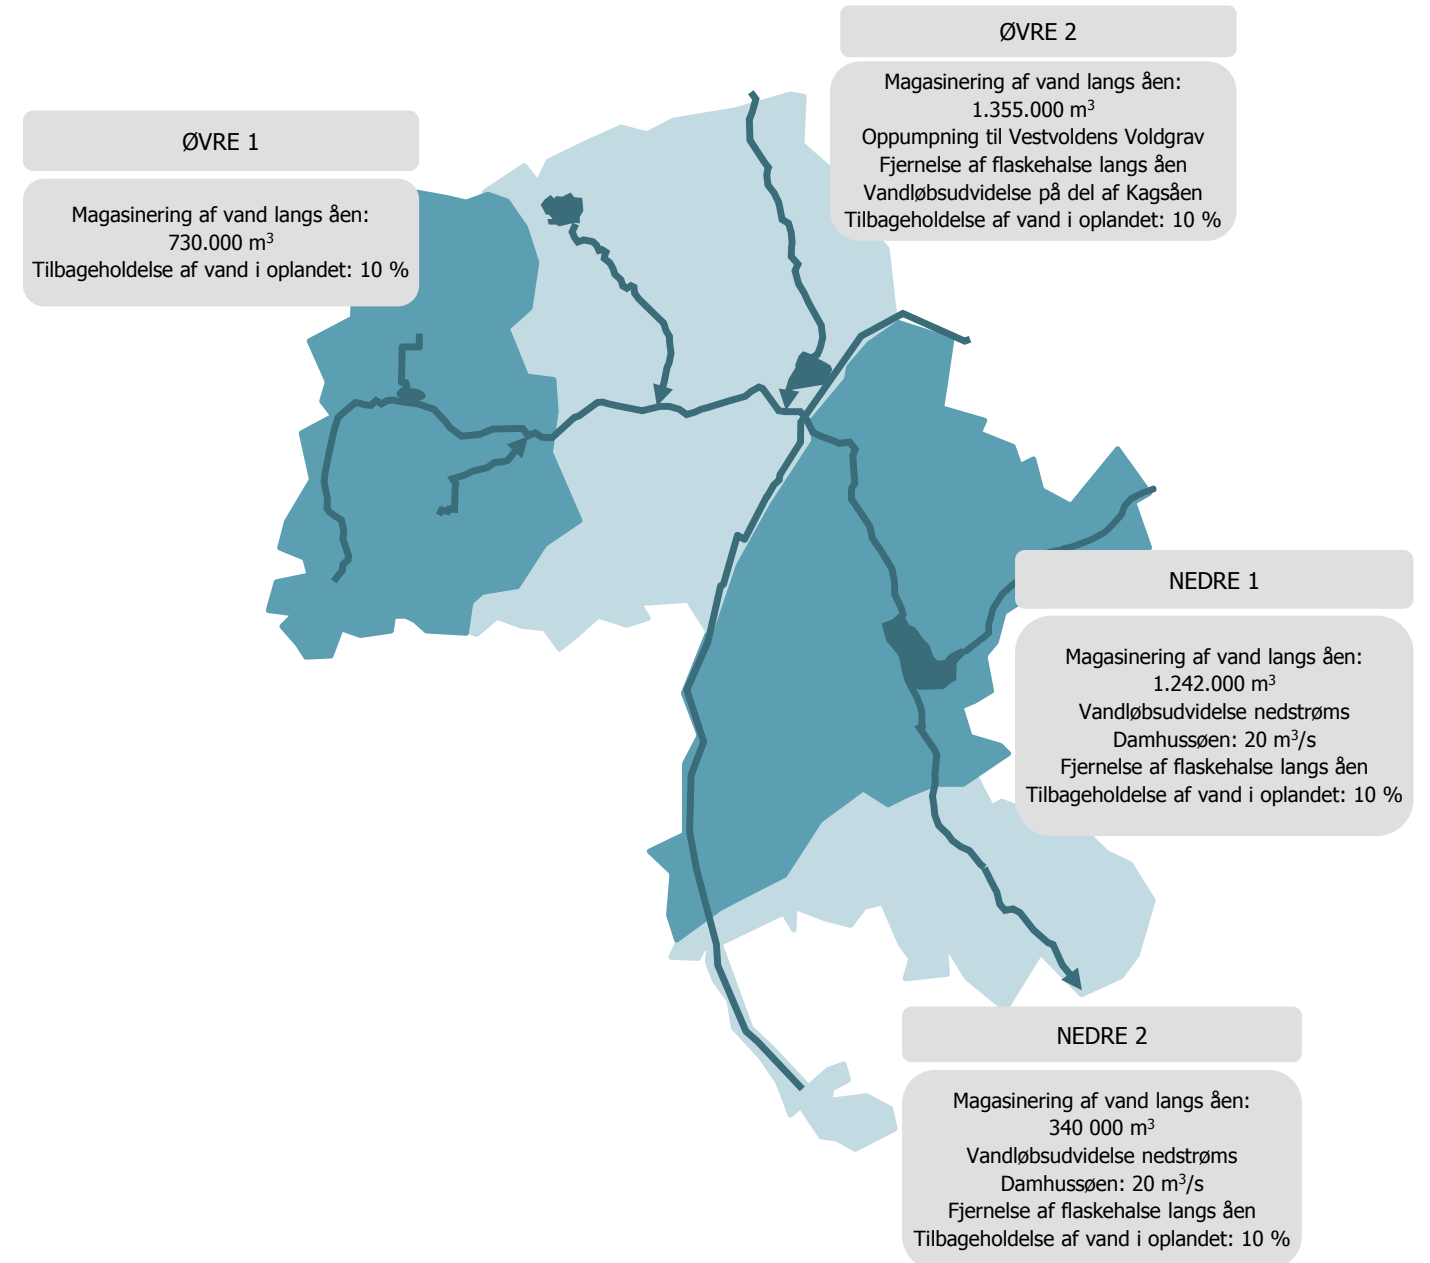 ØVRE 1
Magasinering af vand langs åen:
730.000 m³
Tilbageholdelse af vand i oplandet: 10 %
ØVRE 2
Magasinering af vand langs åen:
1.355.000 m³
Oppumpning til Vestvoldens Voldgrav
Fjernelse af flaskehalse langs åen
Vandløbsudvidelse på del af Kagsåen
Tilbageholdelse af vand i oplandet: 10 %
NEDRE 1
Magasinering af vand langs åen:
1.242.000 m³
Vandløbsudvidelse nedstrøms
Damhussøen: 20 m³/s
Fjernelse af flaskehalse langs åen
Tilbageholdelse af vand i oplandet: 10 %
NEDRE 2
Magasinering af vand langs åen:
340 000 m³
Vandløbsudvidelse nedstrøms
Damhussøen: 20 m³/s
Fjernelse af flaskehalse langs åen
Tilbageholdelse af vand i oplandet: 10 %